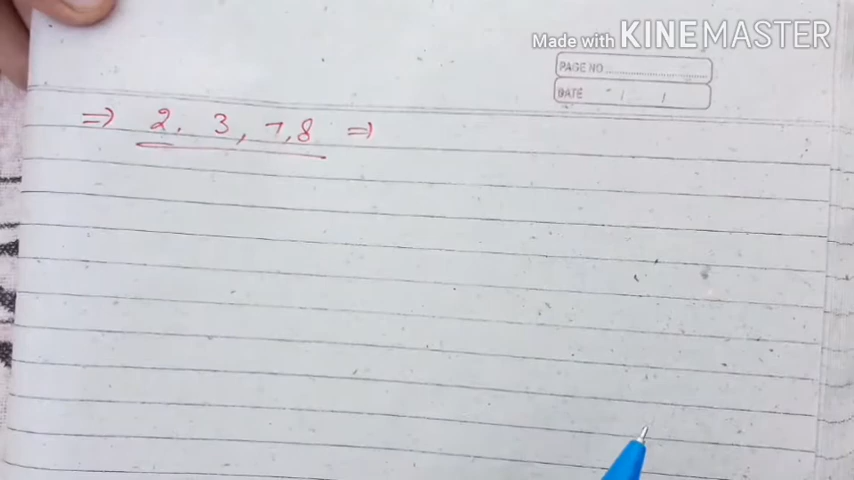 Made with KINEMASTER
PAGE NO
DATE / /
⇒ 2, 3, 7, 8 ⇒